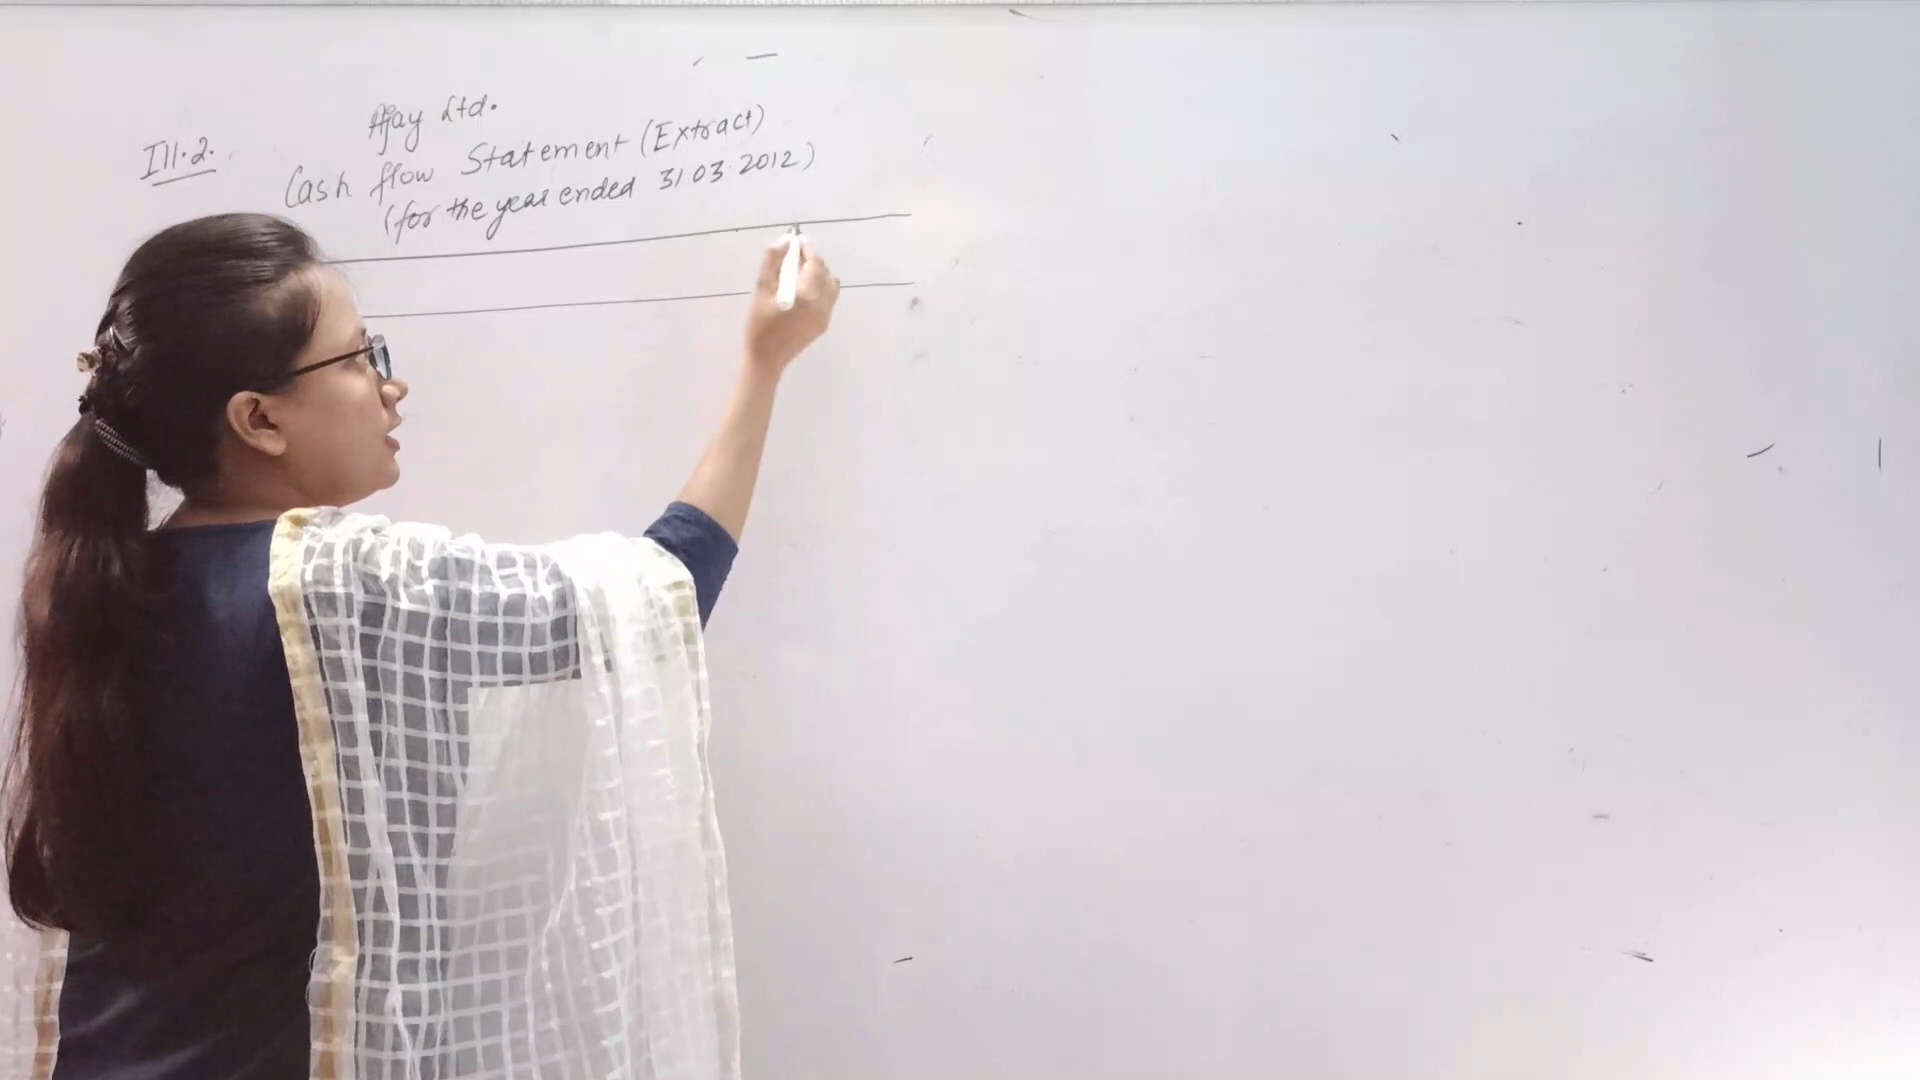 Ill.2.
Ajay Ltd.
Cash flow Statement (Extract)
(for the year ended 31 03.2012)